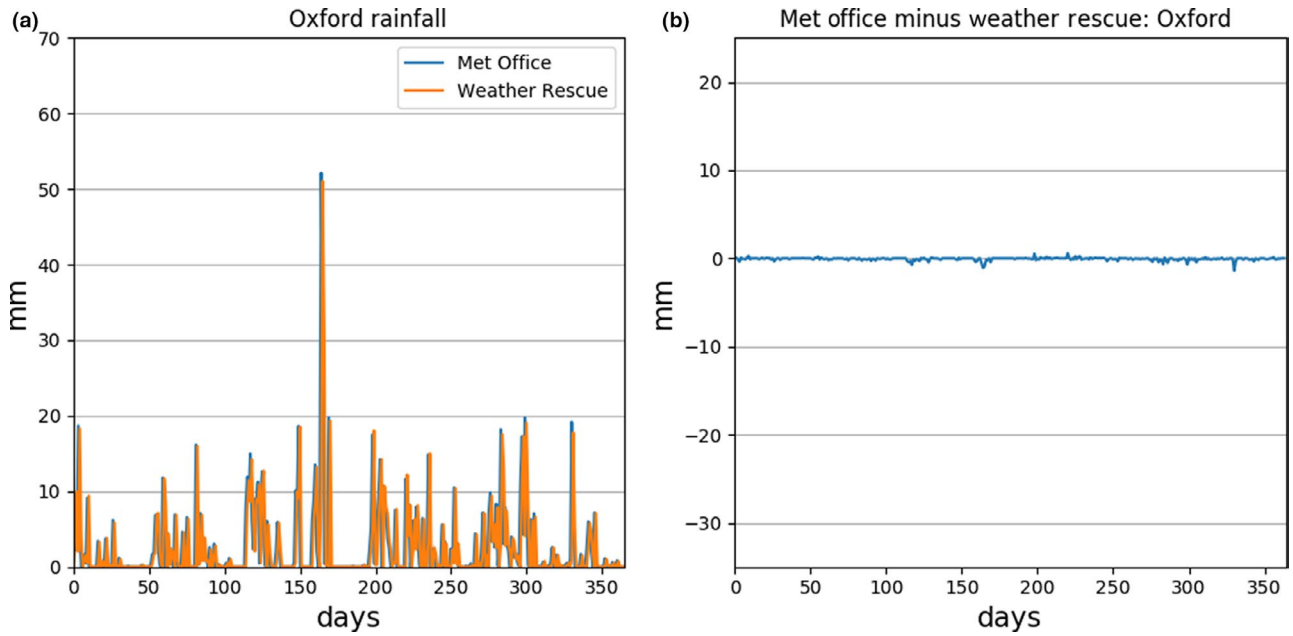 (a)
Oxford rainfall
70
60
50
40
30
20
10
0
mm
Met Office
Weather Rescue
0 50 100 150 200 250 300 350
days
(b)
Met office minus weather rescue: Oxford
20
10
0
−10
−20
−30
mm
0 50 100 150 200 250 300 350
days